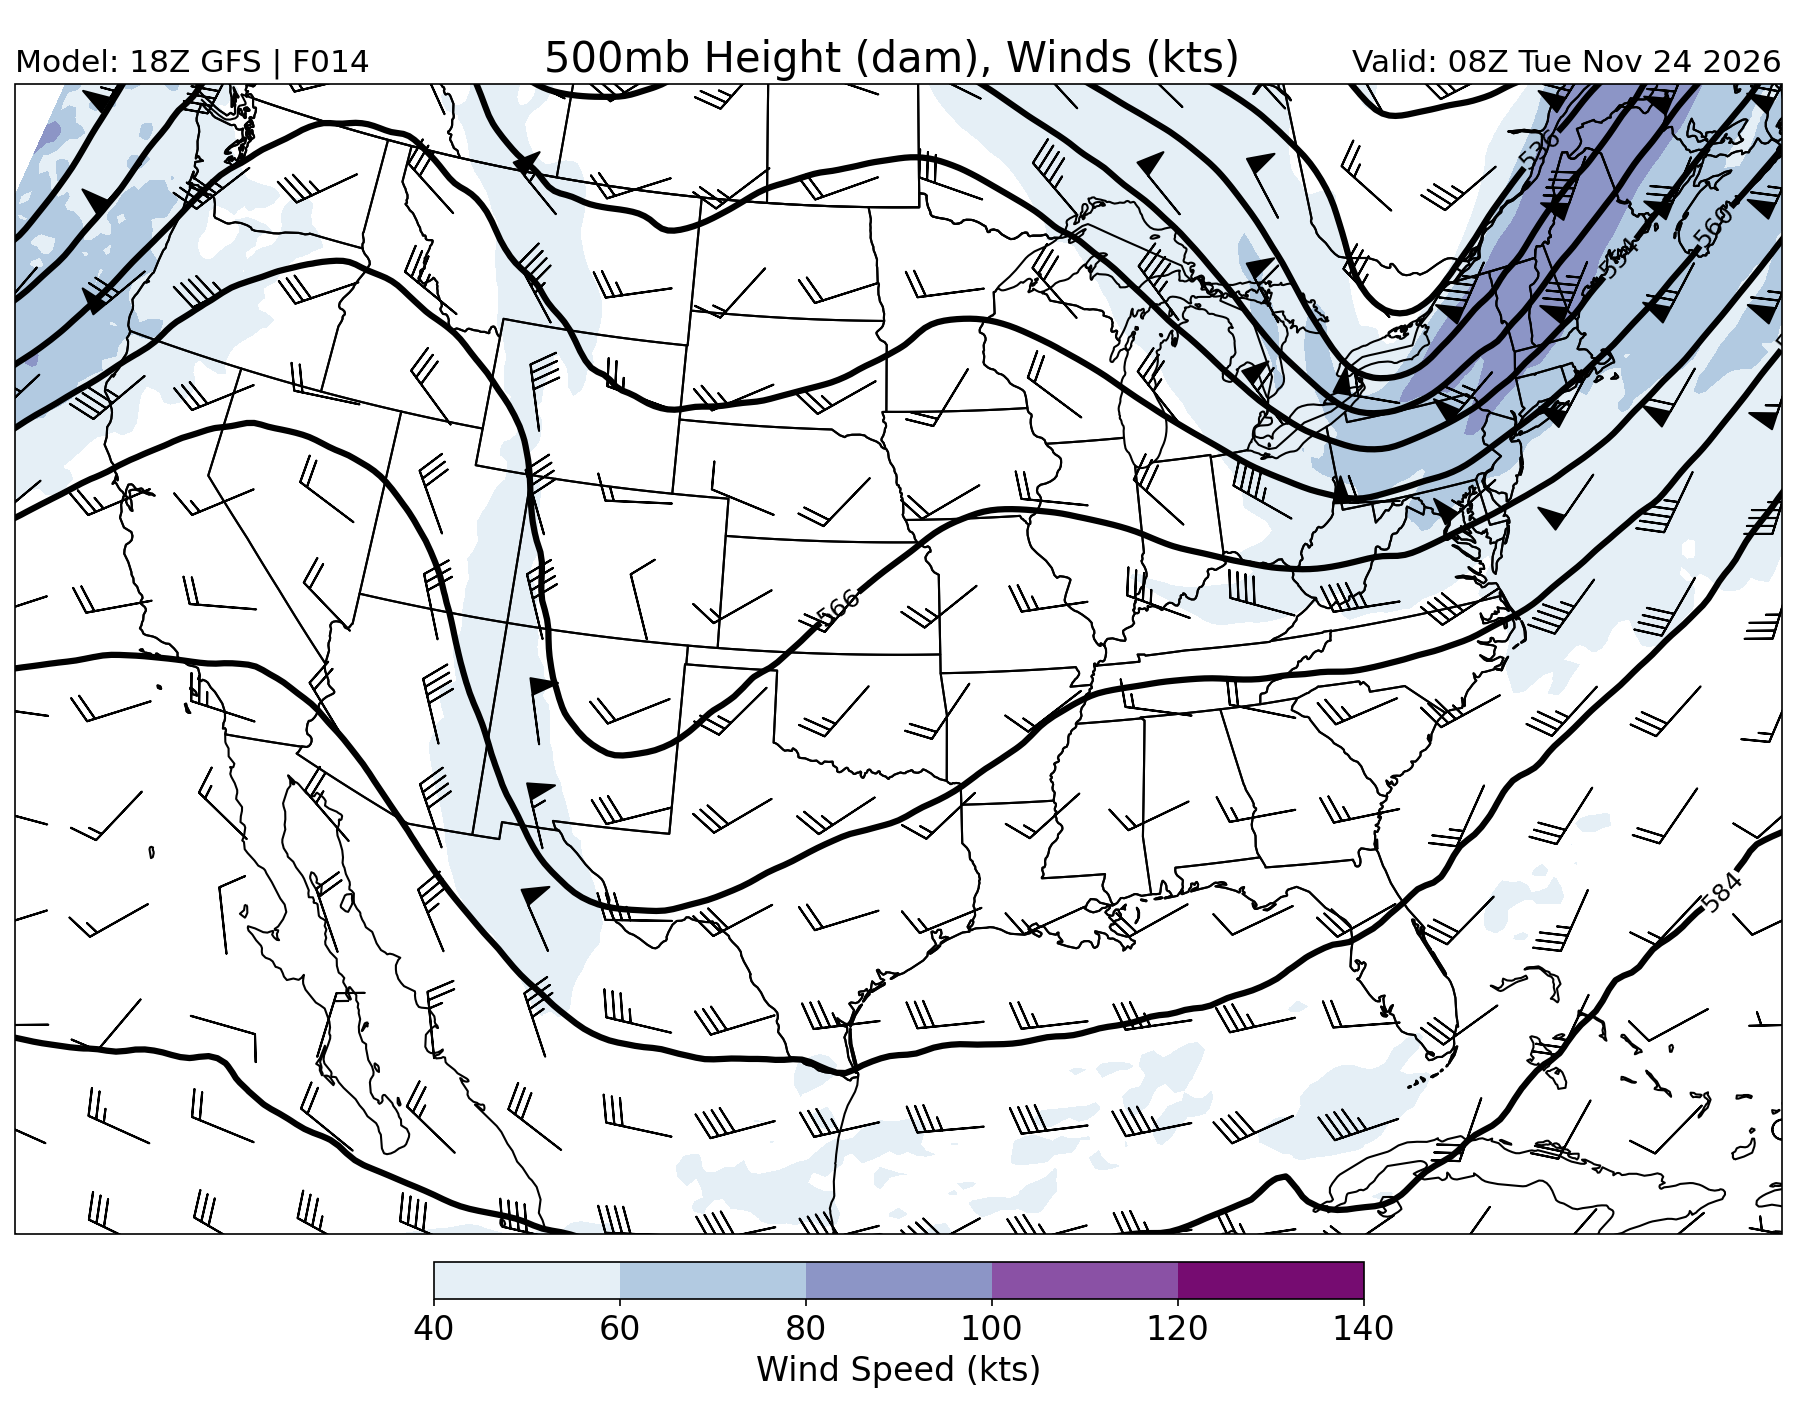 Model: 18Z GFS | F014
500mb Height (dam), Winds (kts)
Valid: 08Z Tue Nov 24 2026
536
554
560
566
584
40 60 80 100 120 140
Wind Speed (kts)